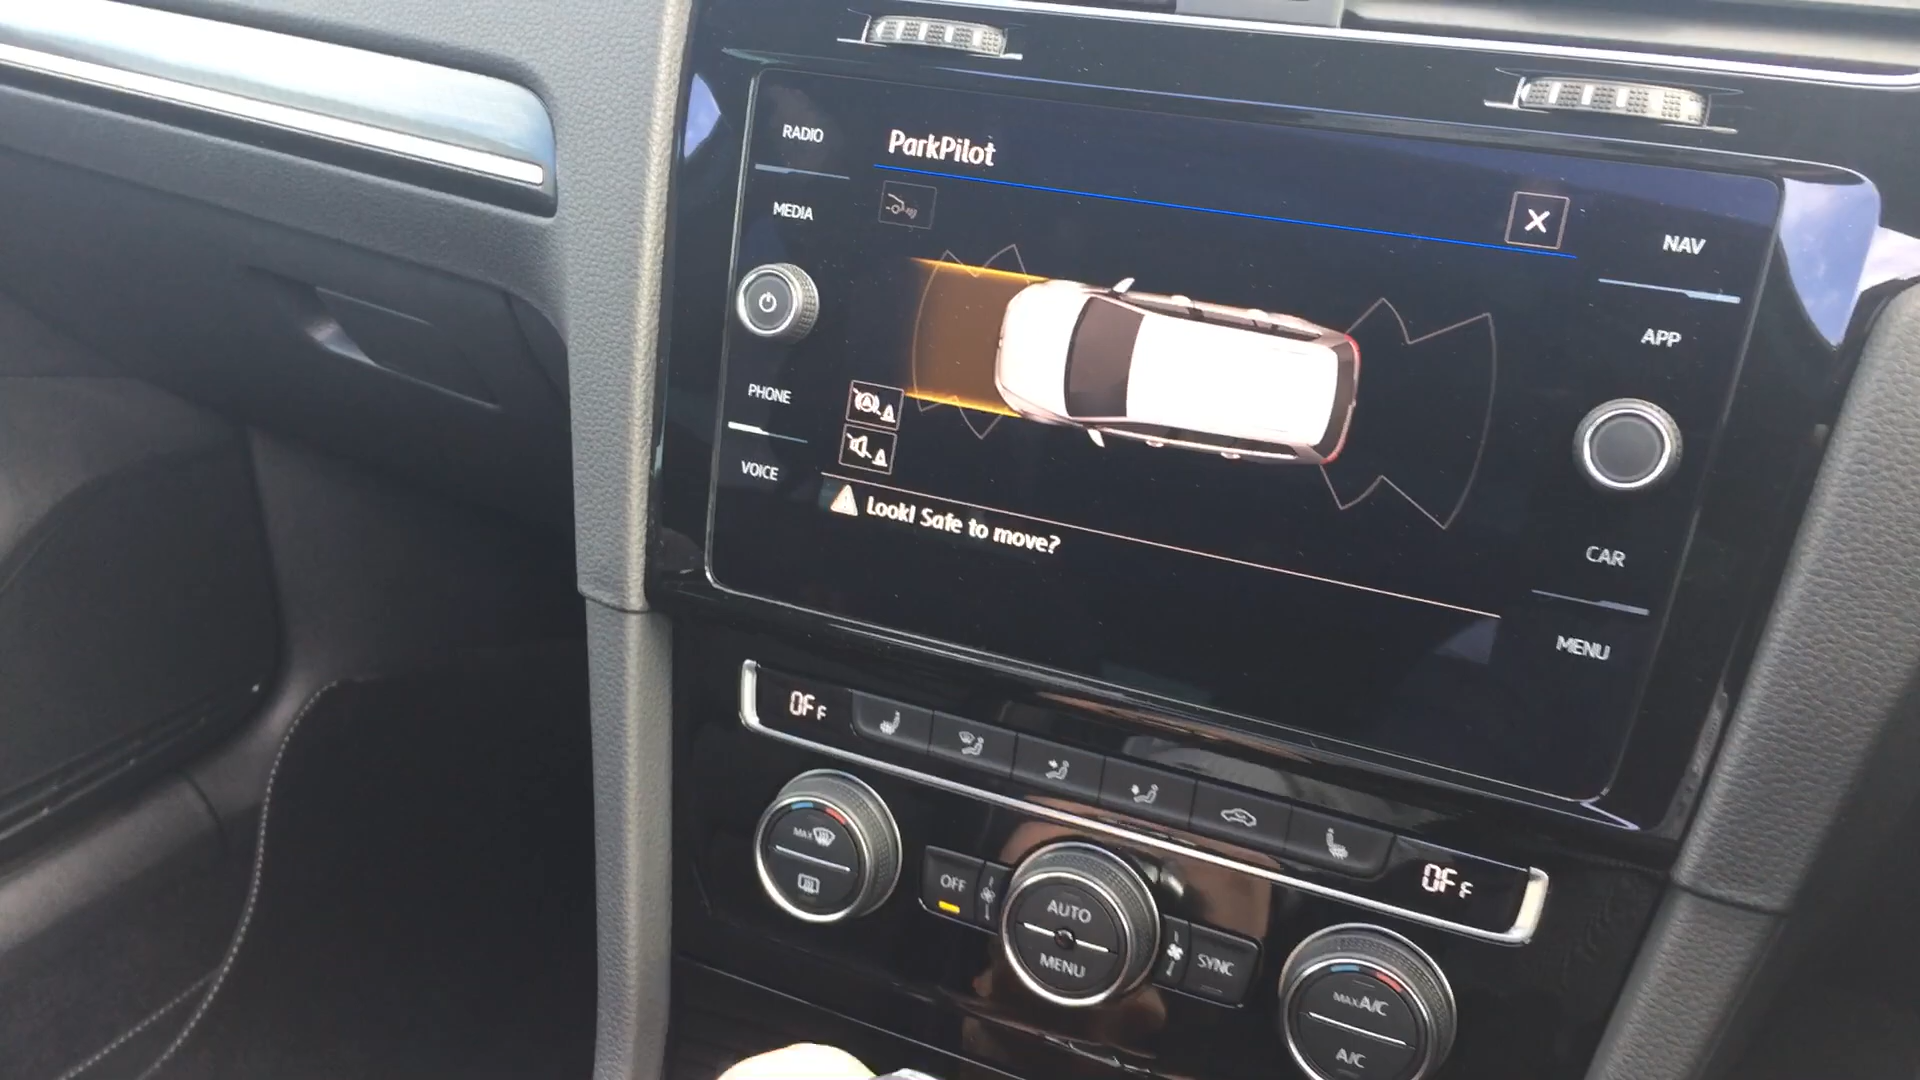 RADIO
ParkPilot
MEDIA
X
NAV
APP
PHONE
VOICE
Look! Safe to move?
CAR
MENU
OFF
MAX
OFF
AUTO
MENU
SYNC
OFF
MAX A/C
A/C